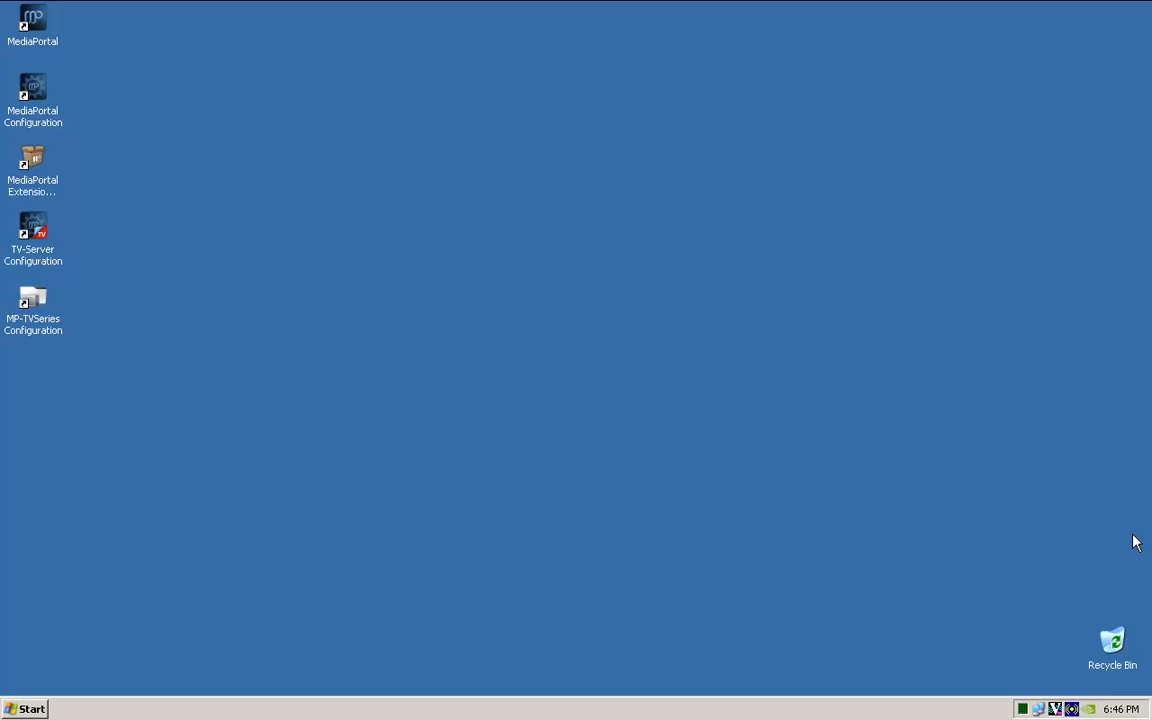 MediaPortal
MediaPortal
Configuration
MediaPortal
Extensio...
TV-Server
Configuration
MP-TVSeries
Configuration
Recycle Bin
Start
6:46 PM